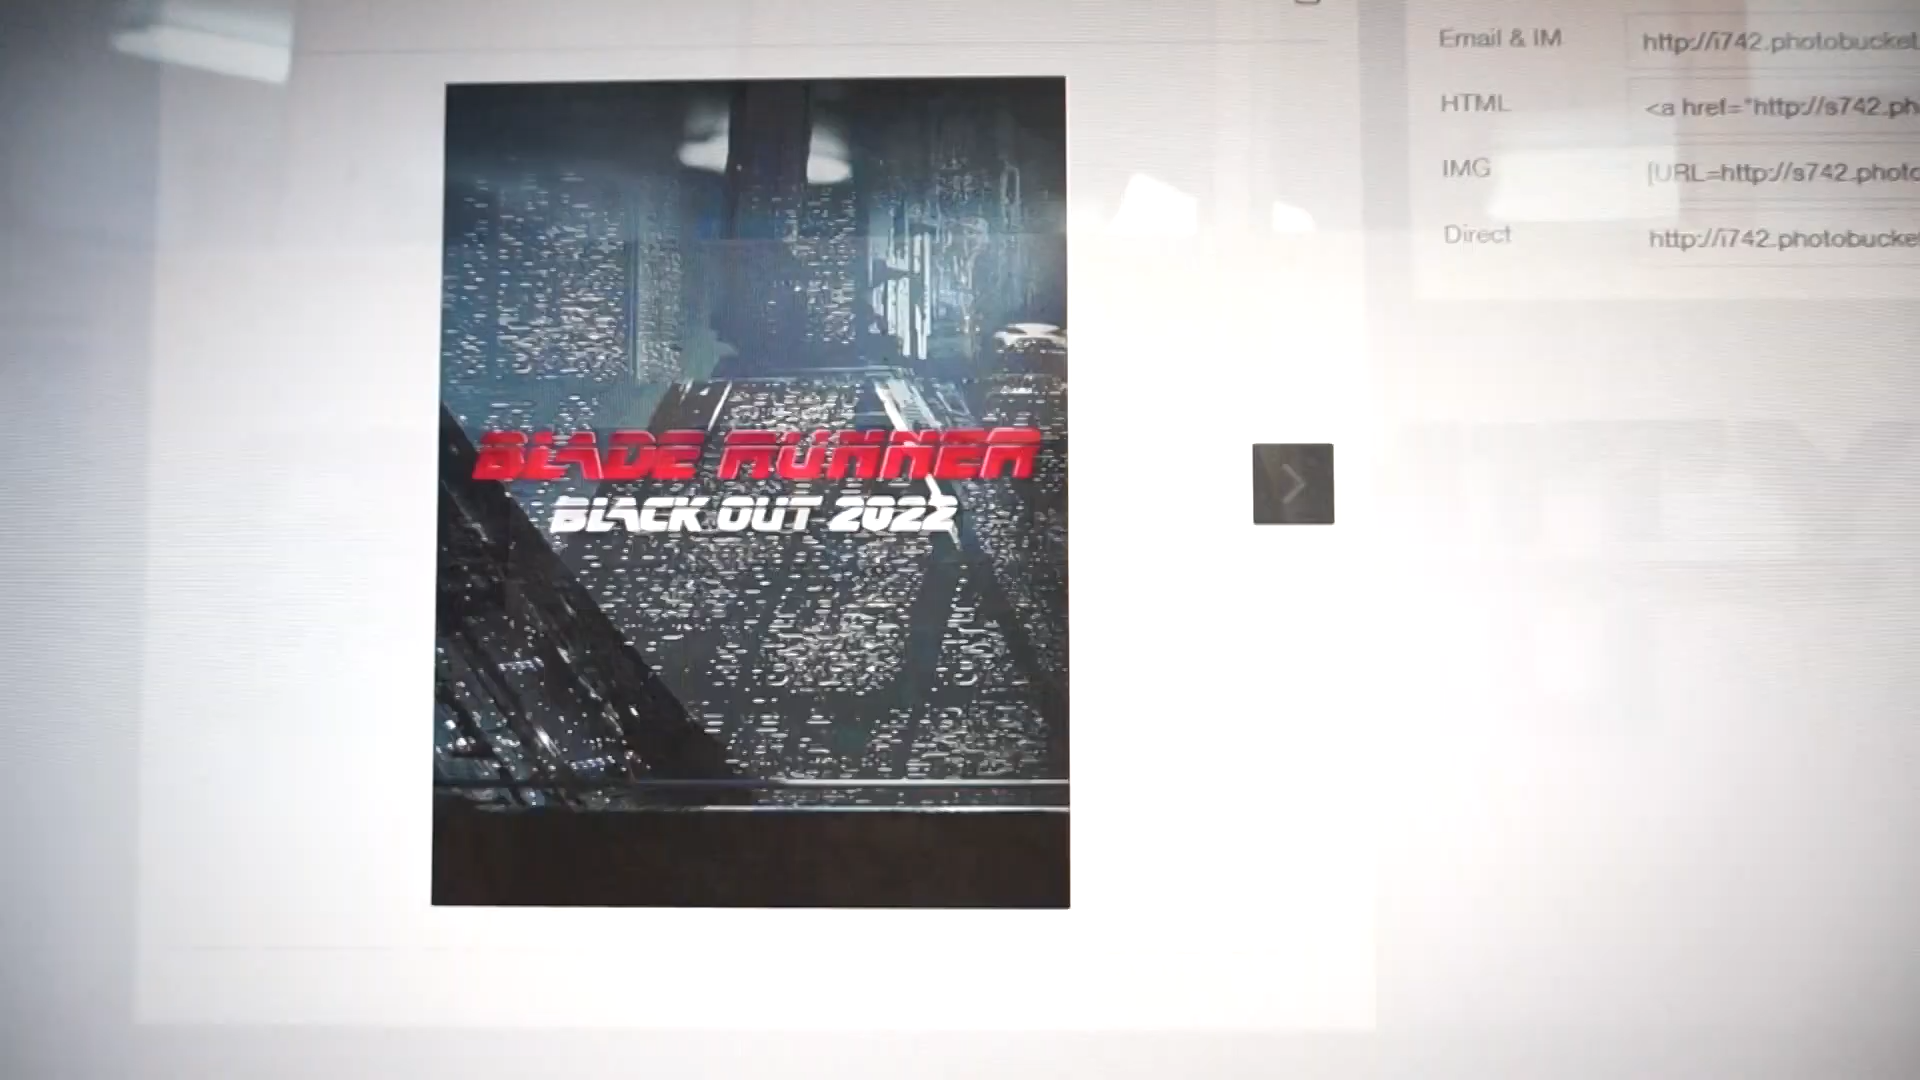 BLADE RUNNER
BLACK OUT 2022
Email & IM http://i742.photobucket.
HTML <a href="http://s742.ph
IMG [URL=http://s742.photo
Direct http://i742.photobucke